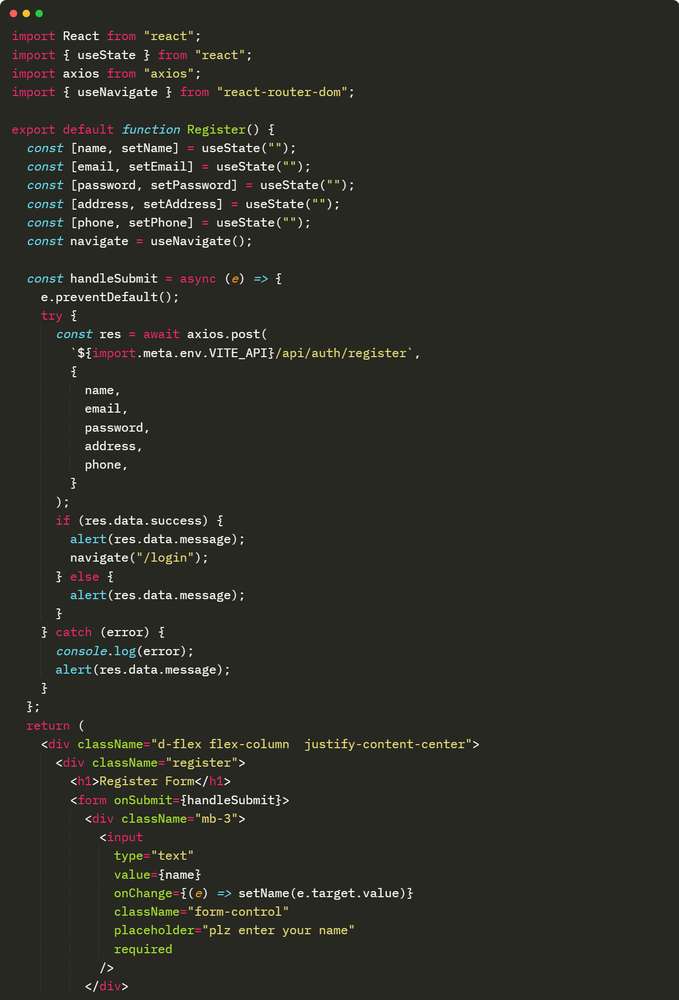 import React from "react";
import { useState } from "react";
import axios from "axios";
import { useNavigate } from "react-router-dom";

export default function Register() {
  const [name, setName] = useState("");
  const [email, setEmail] = useState("");
  const [password, setPassword] = useState("");
  const [address, setAddress] = useState("");
  const [phone, setPhone] = useState("");
  const navigate = useNavigate();

  const handleSubmit = async (e) => {
    e.preventDefault();
    try {
      const res = await axios.post(
        `${import.meta.env.VITE_API}/api/auth/register`,
        {
          name,
          email,
          password,
          address,
          phone,
        }
      );
      if (res.data.success) {
        alert(res.data.message);
        navigate("/login");
      } else {
        alert(res.data.message);
      }
    } catch (error) {
      console.log(error);
      alert(res.data.message);
    }
  };
  return (
    <div className="d-flex flex-column  justify-content-center">
      <div className="register">
        <h1>Register Form</h1>
        <form onSubmit={handleSubmit}>
          <div className="mb-3">
            <input
              type="text"
              value={name}
              onChange={(e) => setName(e.target.value)}
              className="form-control"
              placeholder="plz enter your name"
              required
            />
          </div>